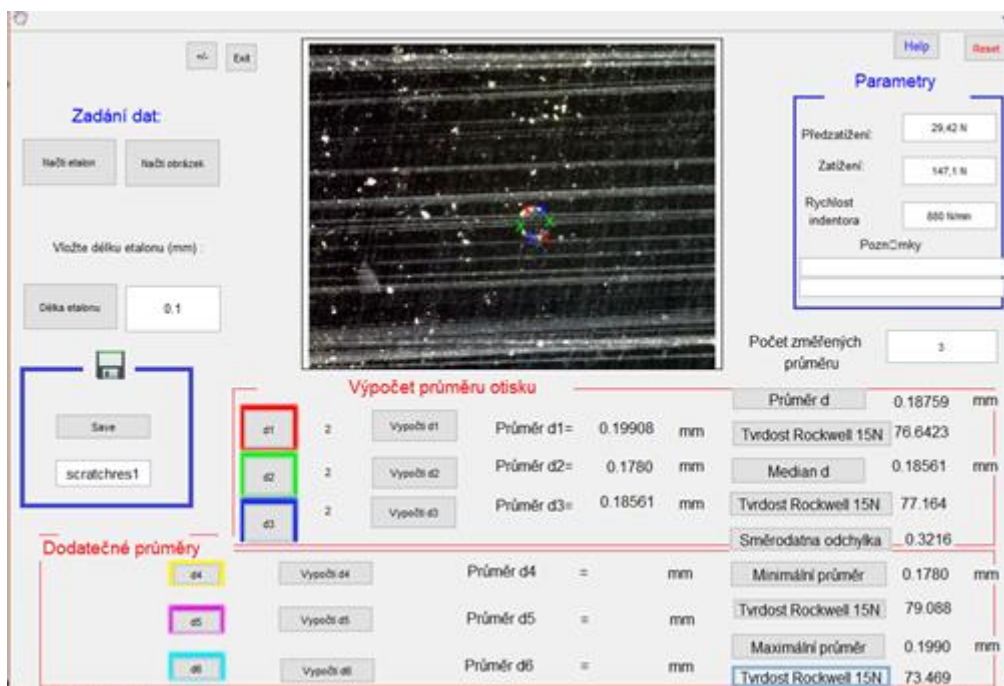 +/-
Exit
Help
Reset
Zadání dat:
Načti etalon
Načti obrázek
Vložte délku etalonu (mm) :
Délka etalonu
0.1
Save
scratchres1
Parametry
Předzatížení:
29,42 N
Zatížení:
147,1 N
Rychlost
indentora
880 N/min
Pozn□mky
Počet změřených
průměru
3
Výpočet průměru otisku
d1
2
Vypočti d1
Průměr d1=
0.19908
mm
d2
2
Vypočti d2
Průměr d2=
0.1780
mm
d3
2
Vypočti d3
Průměr d3=
0.18561
mm
Průměr d
0.18759
mm
Tvrdost Rockwell 15N
76.6423
Median d
0.18561
mm
Tvrdost Rockwell 15N
77.164
Směrodatna odchylka
0.3216
Dodatečné průměry
d4
Vypočti d4
Průměr d4
=
mm
d5
Vypočti d5
Průměr d5
=
mm
d6
Vypočti d6
Průměr d6
=
mm
Minimální průměr
0.1780
mm
Tvrdost Rockwell 15N
79.088
Maximální průměr
0.1990
mm
Tvrdost Rockwell 15N
73.469